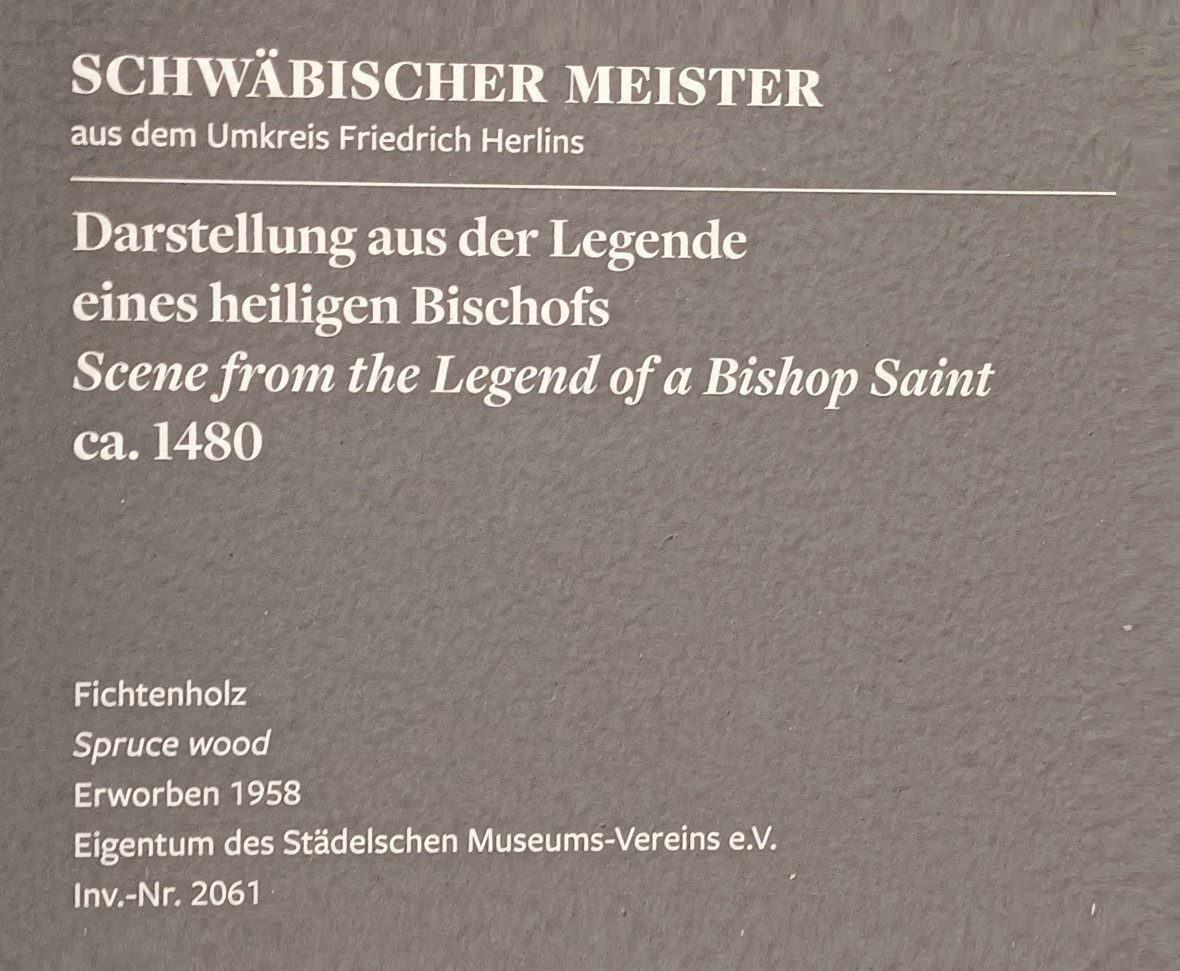 SCHWÄBISCHER MEISTER
aus dem Umkreis Friedrich Herlins
Darstellung aus der Legende
eines heiligen Bischofs
Scene from the Legend of a Bishop Saint
ca. 1480
Fichtenholz
Spruce wood
Erworben 1958
Eigentum des Städelschen Museums-Vereins e.V.
Inv.-Nr. 2061